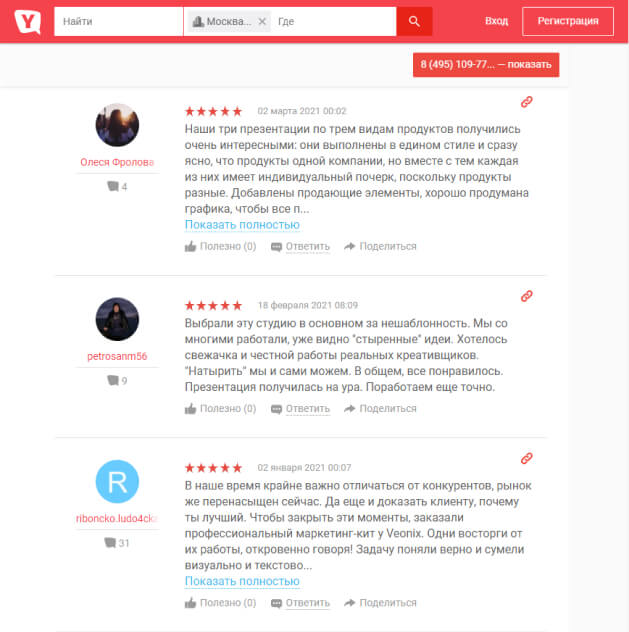 Y
Найти
Москва...
Где
Вход
Регистрация
8 (495) 109-77... — показать
Олеся Фролова
4
02 марта 2021 00:02
Наши три презентации по трем видам продуктов получились
очень интересными: они выполнены в едином стиле и сразу
ясно, что продукты одной компании, но вместе с тем каждая
из них имеет индивидуальный почерк, поскольку продукты
разные. Добавлены продающие элементы, хорошо продумана
графика, чтобы все п...
Показать полностью
Полезно (0) Ответить Поделиться
petrosanm56
9
18 февраля 2021 08:09
Выбрали эту студию в основном за нешаблонность. Мы со
многими работали, уже видно "стыренные" идеи. Хотелось
свежачка и честной работы реальных креативщиков.
"Натырить" мы и сами можем. В общем, все понравилось.
Презентация получилась на ура. Поработаем еще точно.
Полезно (0) Ответить Поделиться
R
riboncko.ludo4ck
31
02 января 2021 00:07
В наше время крайне важно отличаться от конкурентов, рынок
же перенасыщен сейчас. Да еще и доказать клиенту, почему
ты лучший. Чтобы закрыть эти моменты, заказали
профессиональный маркетинг-кит у Veonix. Одни восторги от
их работы, откровенно говоря! Задачу поняли верно и сумели
визуально и текстово...
Показать полностью
Полезно (0) Ответить Поделиться